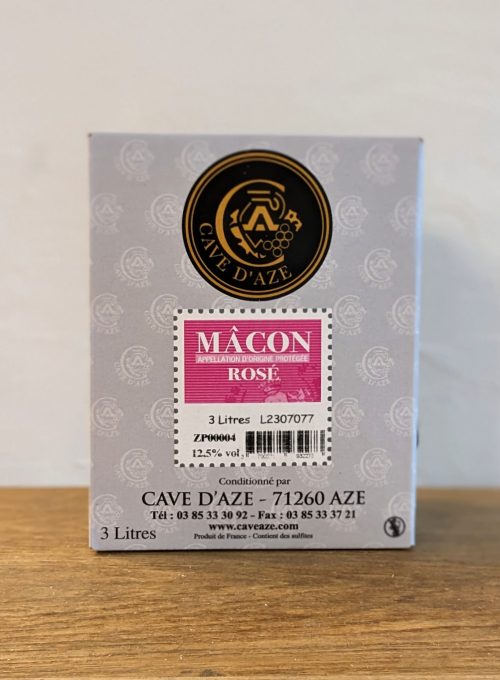 CAVE D'AZE
MÂCON
APPELLATION D'ORIGINE PROTÉGÉE
ROSÉ
3 Litres L2307077
ZP00004
12.5% vol
Conditionné par
CAVE D'AZE - 71260 AZE
Tél : 03 85 33 30 92 - Fax : 03 85 33 37 21
www.caveaze.com
Produit de France - Contient des sulfites
3 Litres